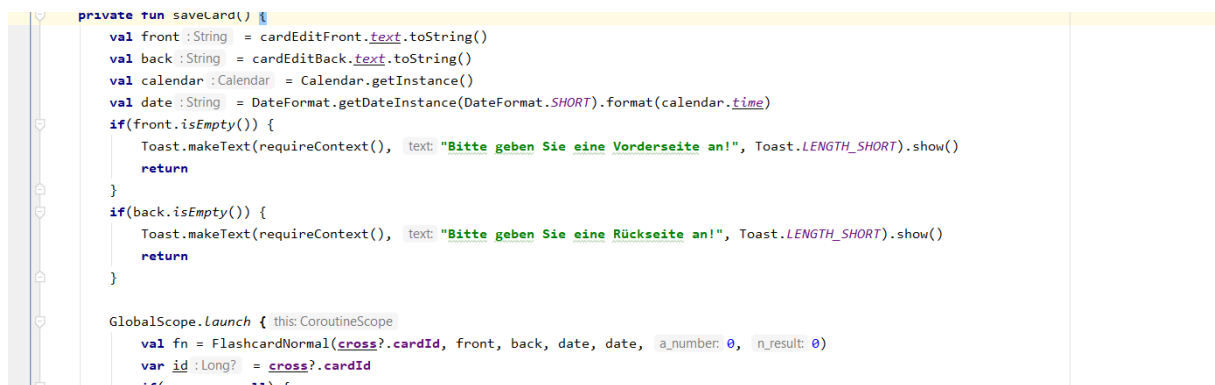 private fun saveCard() {
val front : String = cardEditFront.text.toString()
val back : String = cardEditBack.text.toString()
val calendar : Calendar = Calendar.getInstance()
val date : String = DateFormat.getDateInstance(DateFormat.SHORT).format(calendar.time)
if(front.isEmpty()) {
Toast.makeText(requireContext(), text: "Bitte geben Sie eine Vorderseite an!", Toast.LENGTH_SHORT).show()
return
}
if(back.isEmpty()) {
Toast.makeText(requireContext(), text: "Bitte geben Sie eine Rückseite an!", Toast.LENGTH_SHORT).show()
return
}
GlobalScope.launch { this: CoroutineScope
val fn = FlashcardNormal(cross?.cardId, front, back, date, date, a_number: 0, n_result: 0)
var id : Long? = cross?.cardId